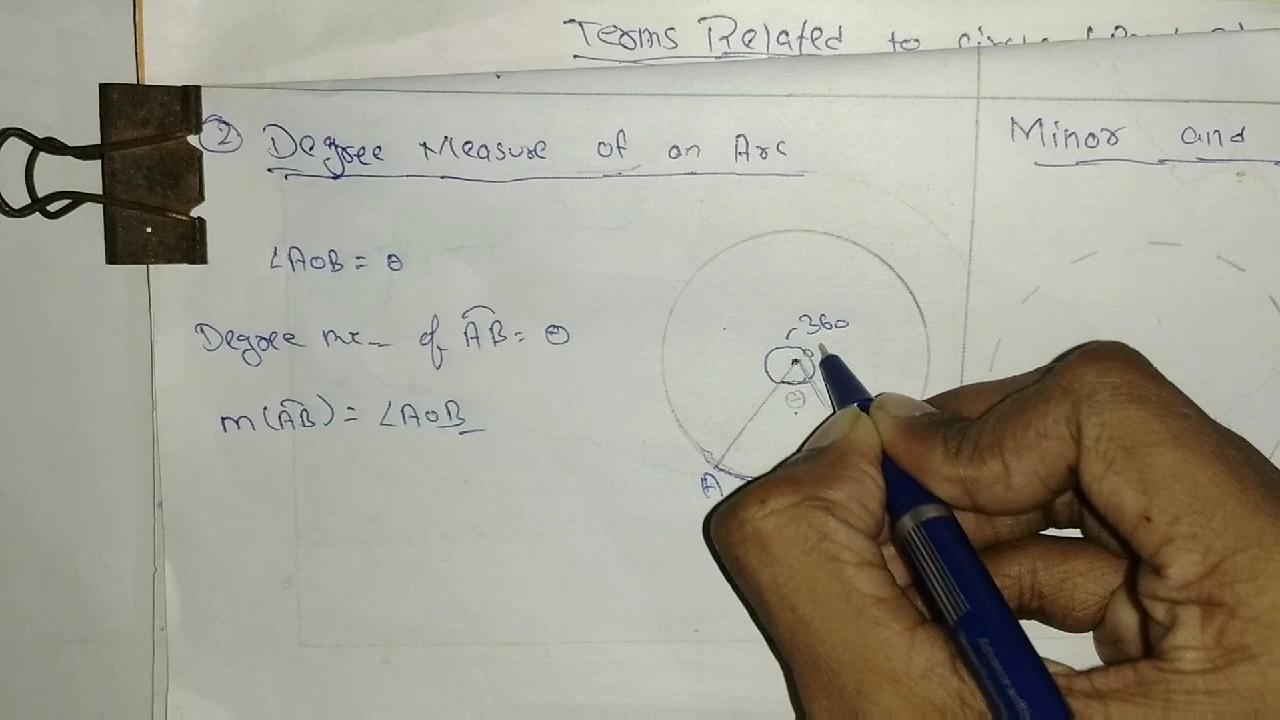 Terms Related to
② Degree Measure of an Arc
Minor and
∠AOB = θ
Degree of AB = θ
m(AB) = ∠AOB
360
θ
A